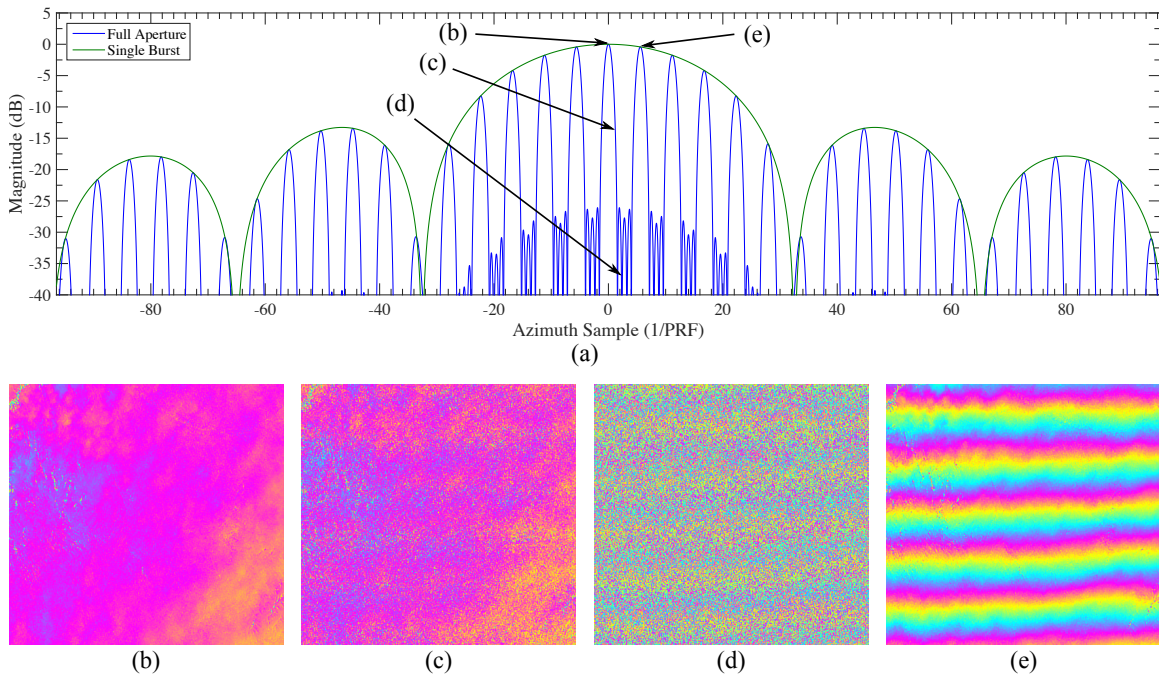 (b)
(e)
(c)
(d)
Full Aperture
Single Burst
Magnitude (dB)
5
0
-5
-10
-15
-20
-25
-30
-35
-40
-80
-60
-40
-20
0
20
40
60
80
Azimuth Sample (1/PRF)
(a)
(b)
(c)
(d)
(e)